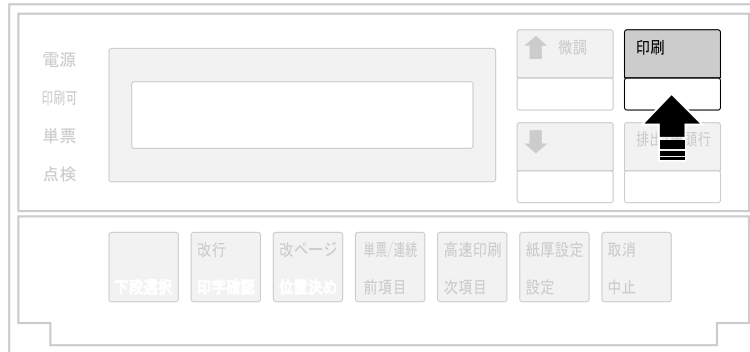 電源
印刷可
単票
点検
微調
印刷
排出
頭行
改行
改ページ
単票/連続
高速印刷
紙厚設定
取消
下段選択
印字確認
位置決め
前項目
次項目
設定
中止